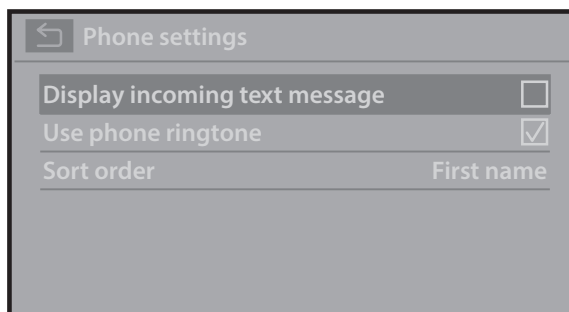 Phone settings
Display incoming text message
Use phone ringtone
Sort order First name